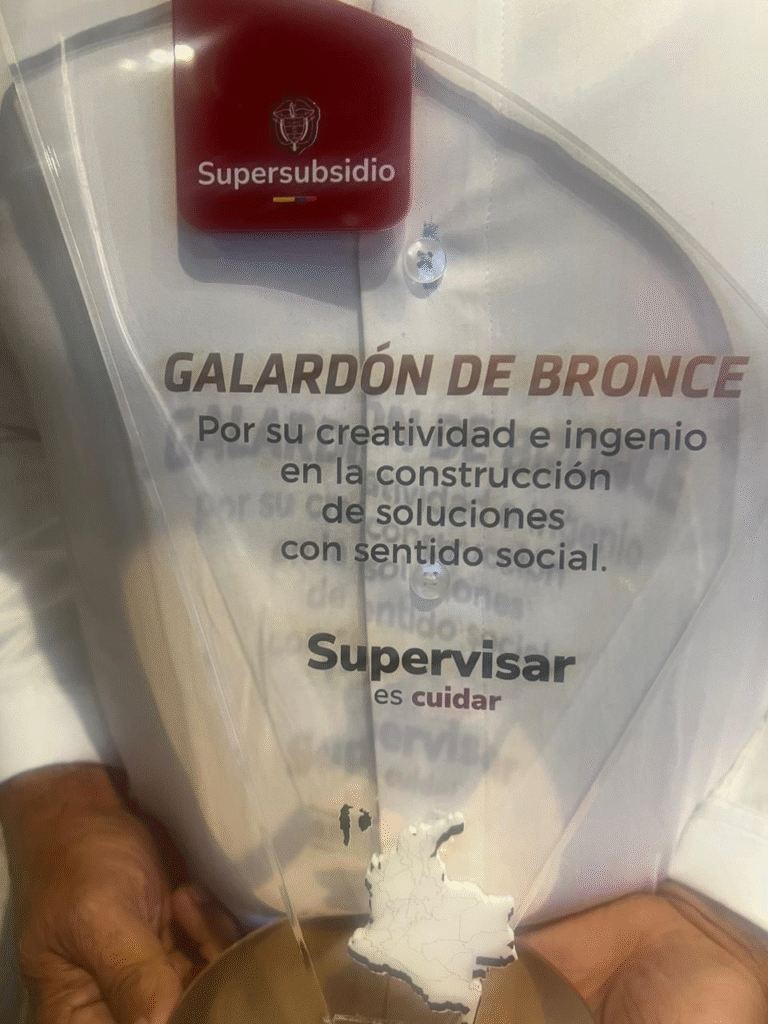 Supersubsidio
GALARDÓN DE BRONCE
Por su creatividad e ingenio
en la construcción
de soluciones
con sentido social.
Supervisar
es cuidar